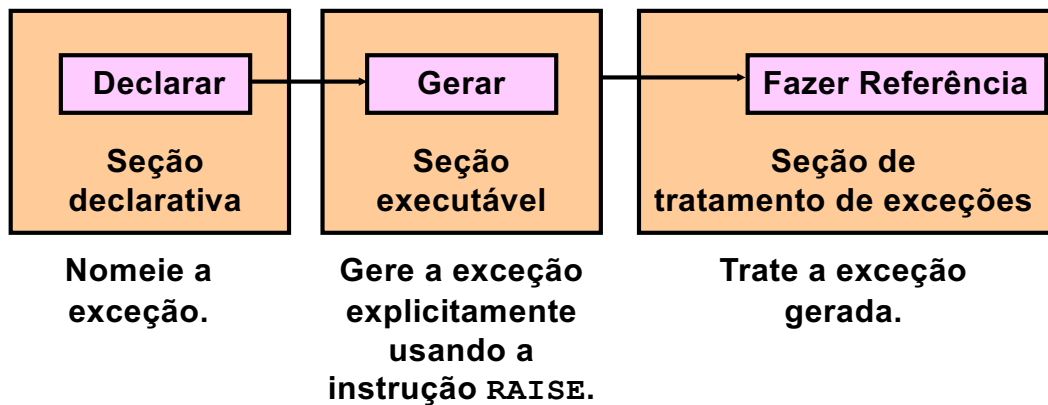 Declarar
Seção
declarativa
Nomeie a
exceção.
Gerar
Seção
executável
Gere a exceção
explicitamente
usando a
instrução RAISE.
Fazer Referência
Seção de
tratamento de exceções
Trate a exceção
gerada.